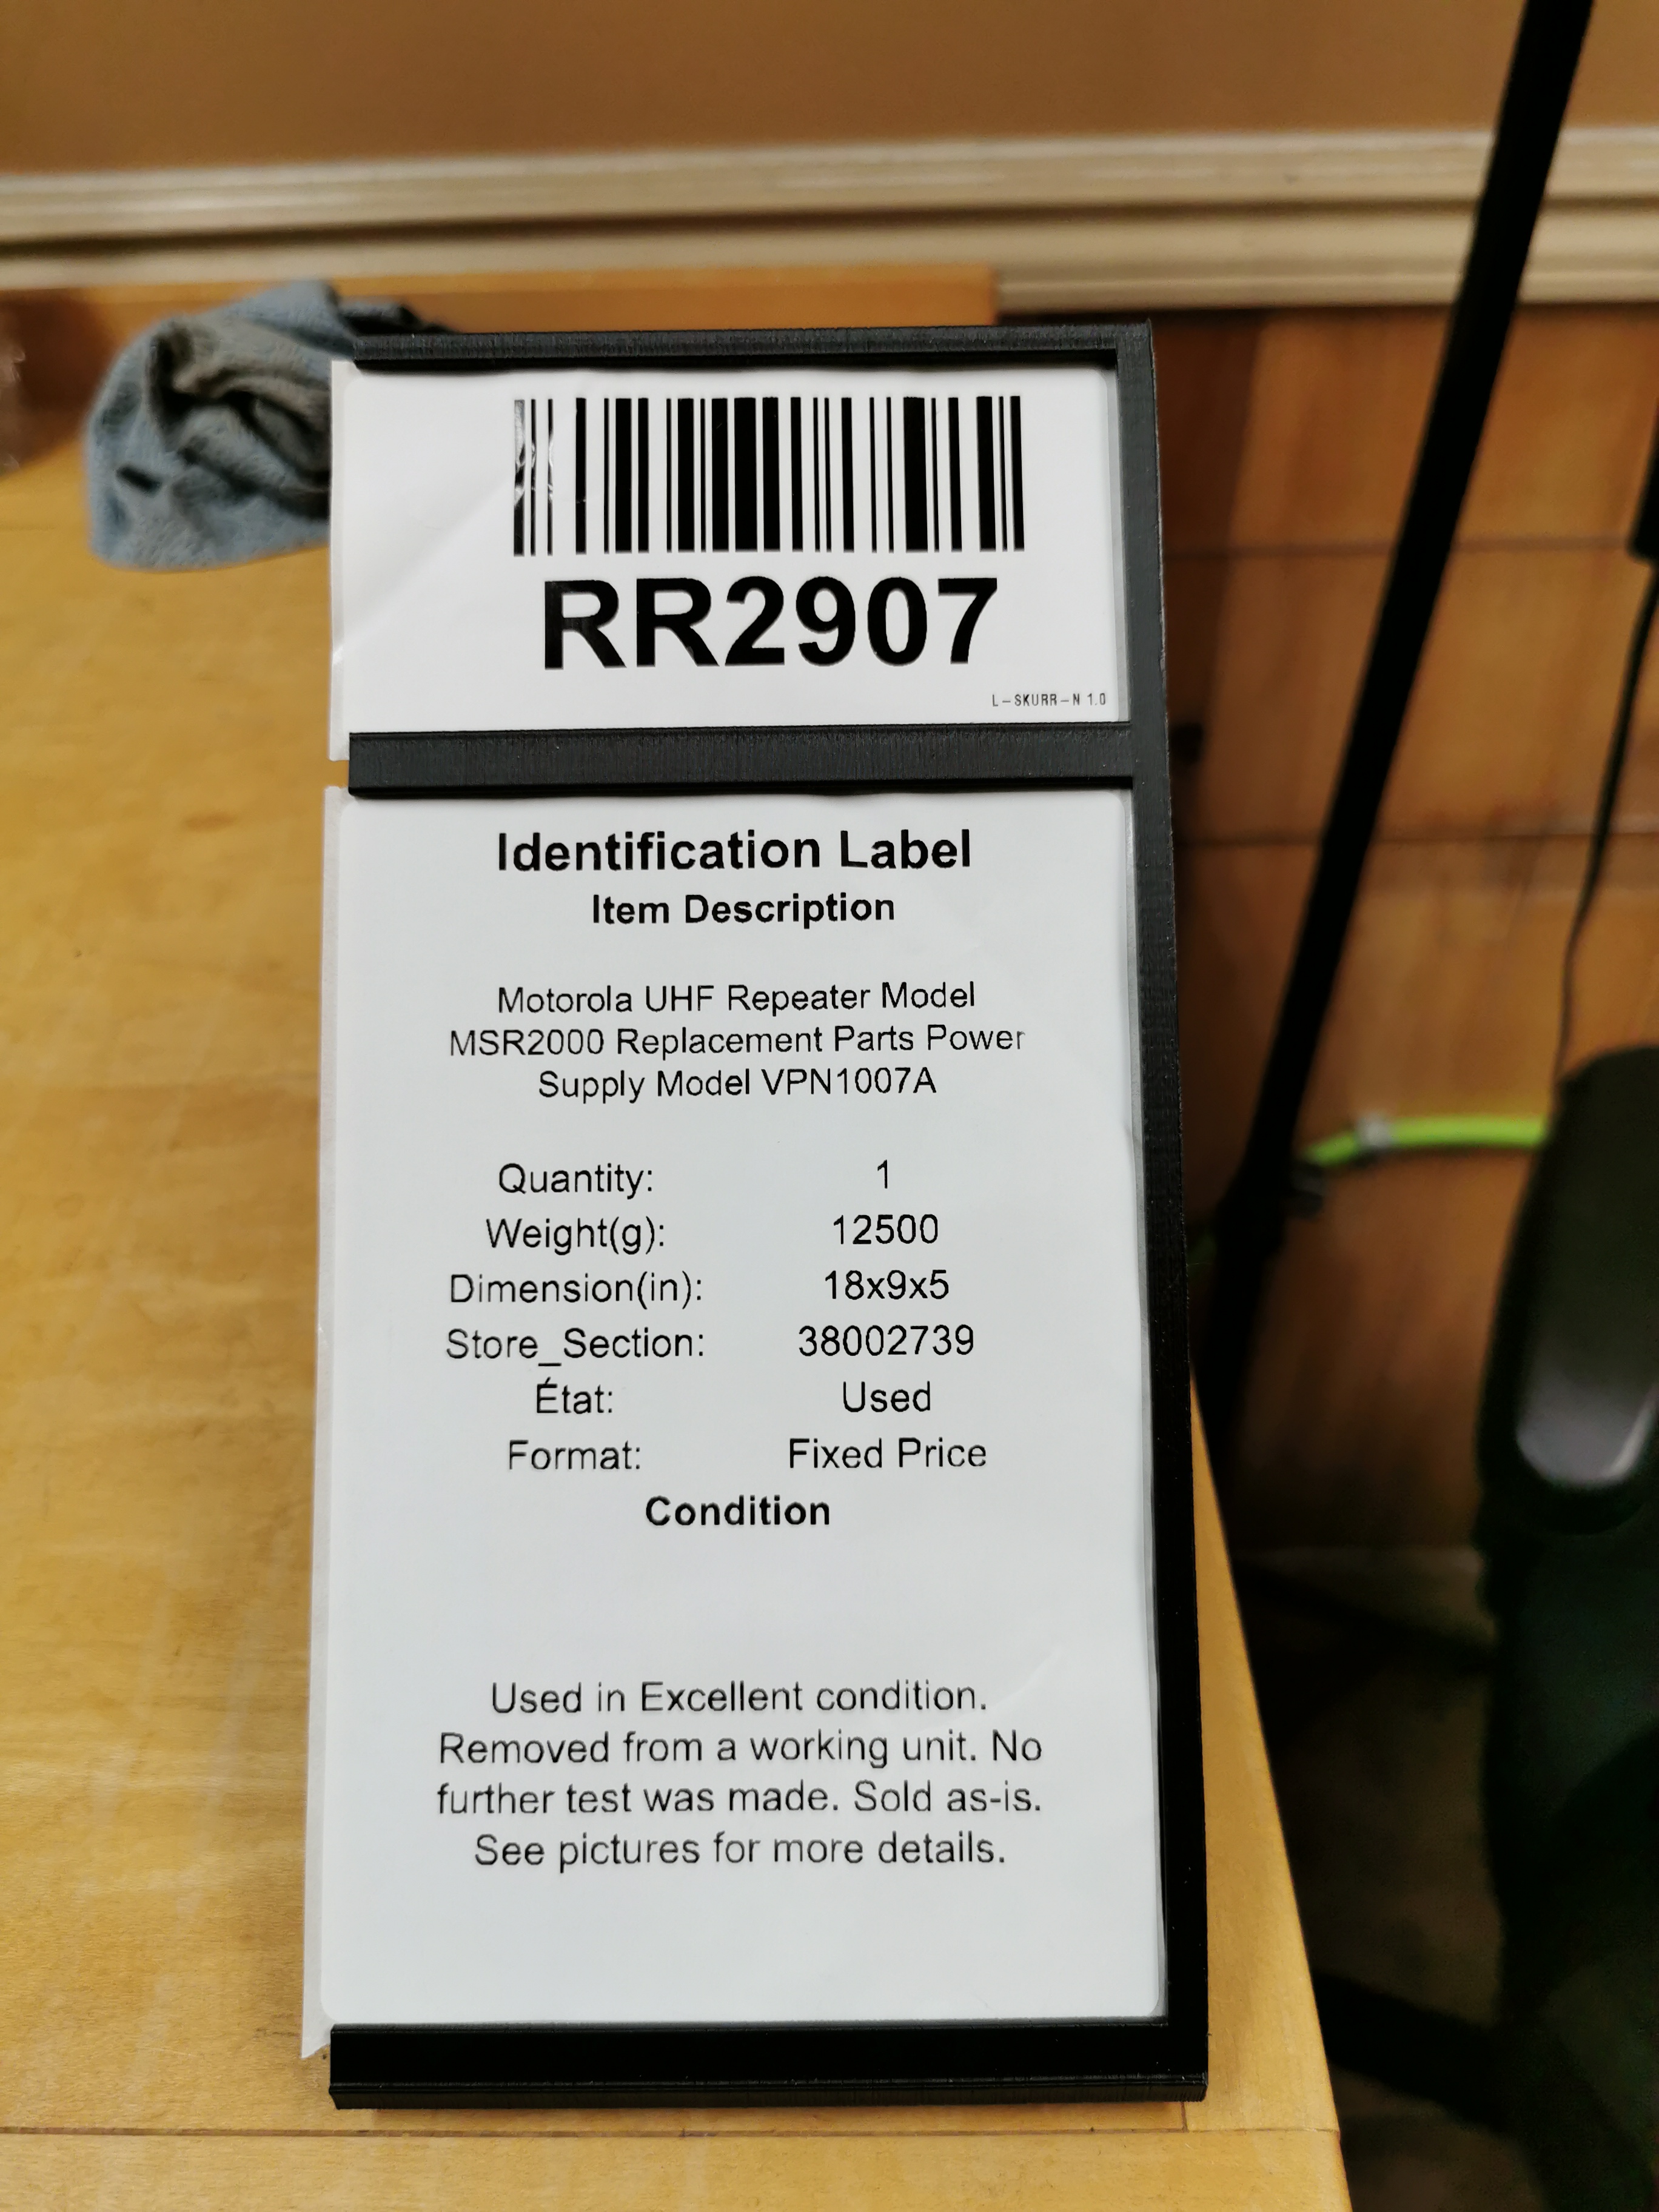 RR2907
L-SKURR-N 1.0
Identification Label
Item Description
Motorola UHF Repeater Model
MSR2000 Replacement Parts Power
Supply Model VPN1007A
Quantity: 1
Weight(g): 12500
Dimension(in): 18x9x5
Store_Section: 38002739
État: Used
Format: Fixed Price
Condition
Used in Excellent condition.
Removed from a working unit. No
further test was made. Sold as-is.
See pictures for more details.